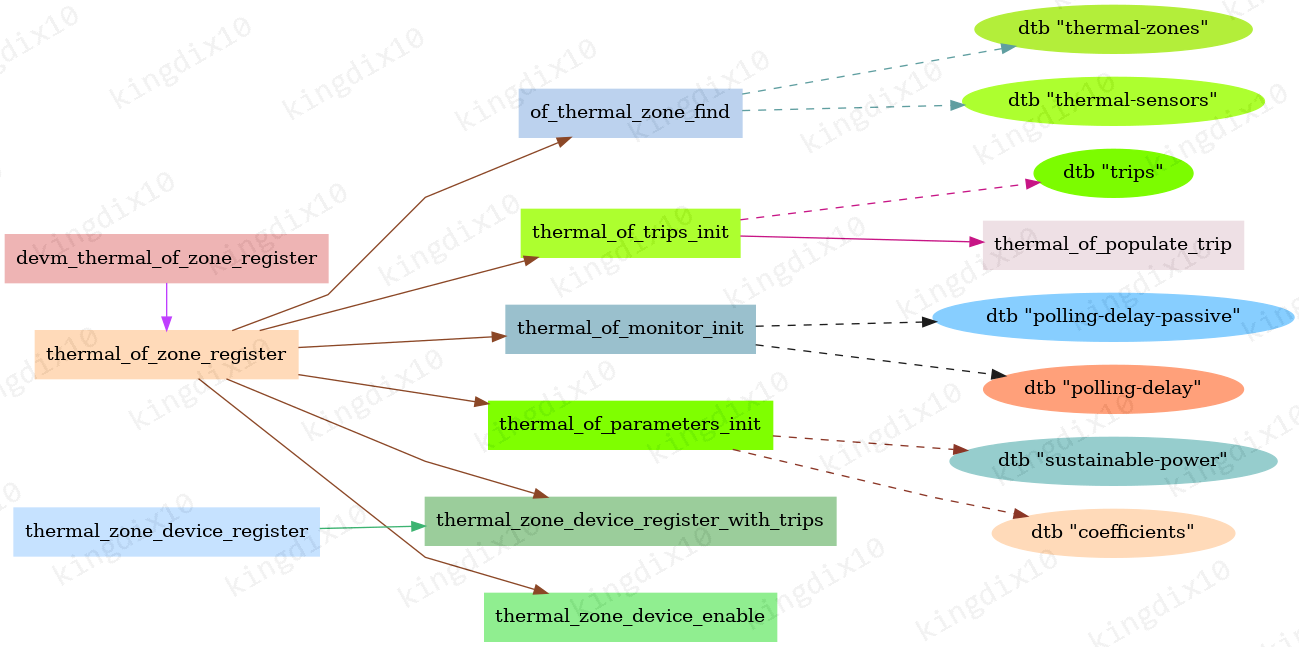 dtb "thermal-zones"
of_thermal_zone_find
dtb "thermal-sensors"
dtb "trips"
thermal_of_trips_init
thermal_of_populate_trip
devm_thermal_of_zone_register
thermal_of_monitor_init
dtb "polling-delay-passive"
thermal_of_zone_register
dtb "polling-delay"
thermal_of_parameters_init
dtb "sustainable-power"
thermal_zone_device_register
thermal_zone_device_register_with_trips
dtb "coefficients"
thermal_zone_device_enable
kingdix10